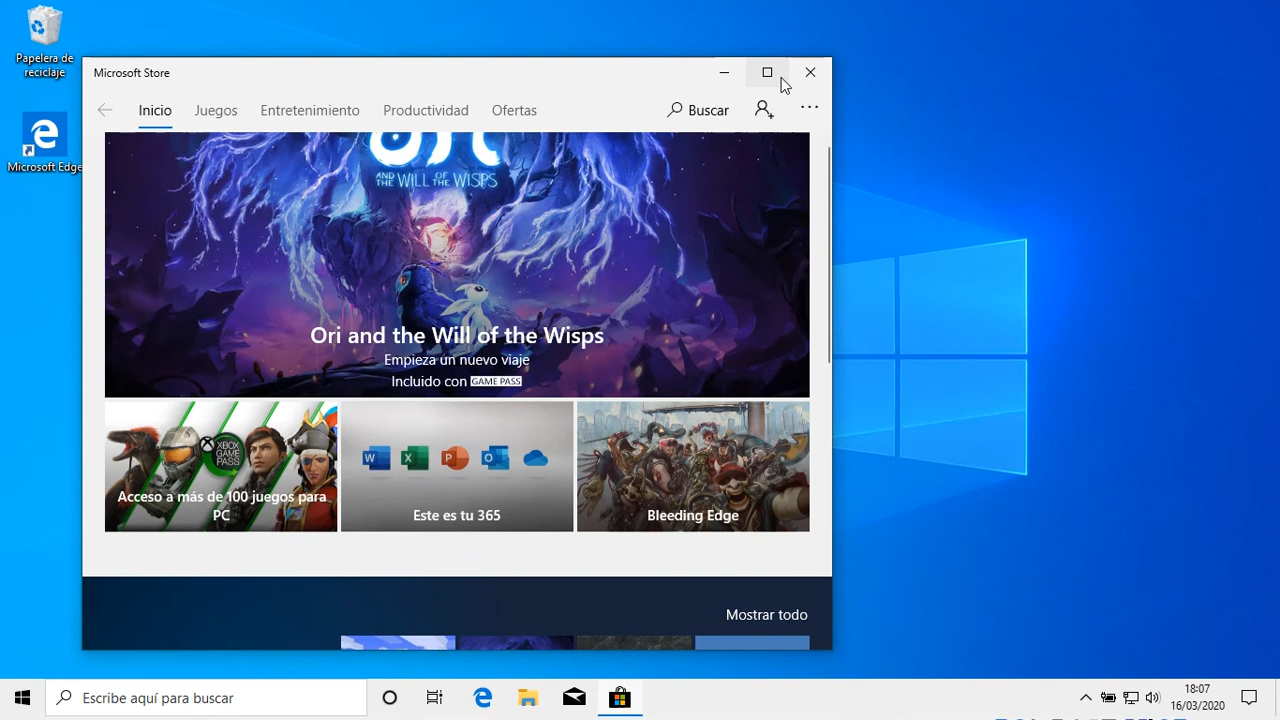 Papelera de
reciclaje
Microsoft Edge
Microsoft Store
Inicio
Juegos
Entretenimiento
Productividad
Ofertas
Buscar
ORI
AND THE WILL OF THE WISPS
Ori and the Will of the Wisps
Empieza un nuevo viaje
Incluido con GAME PASS
XBOX
GAME
PASS
Acceso a más de 100 juegos para
PC
W
X
P
O
Este es tu 365
Bleeding Edge
Mostrar todo
Escribe aquí para buscar
18:07
16/03/2020